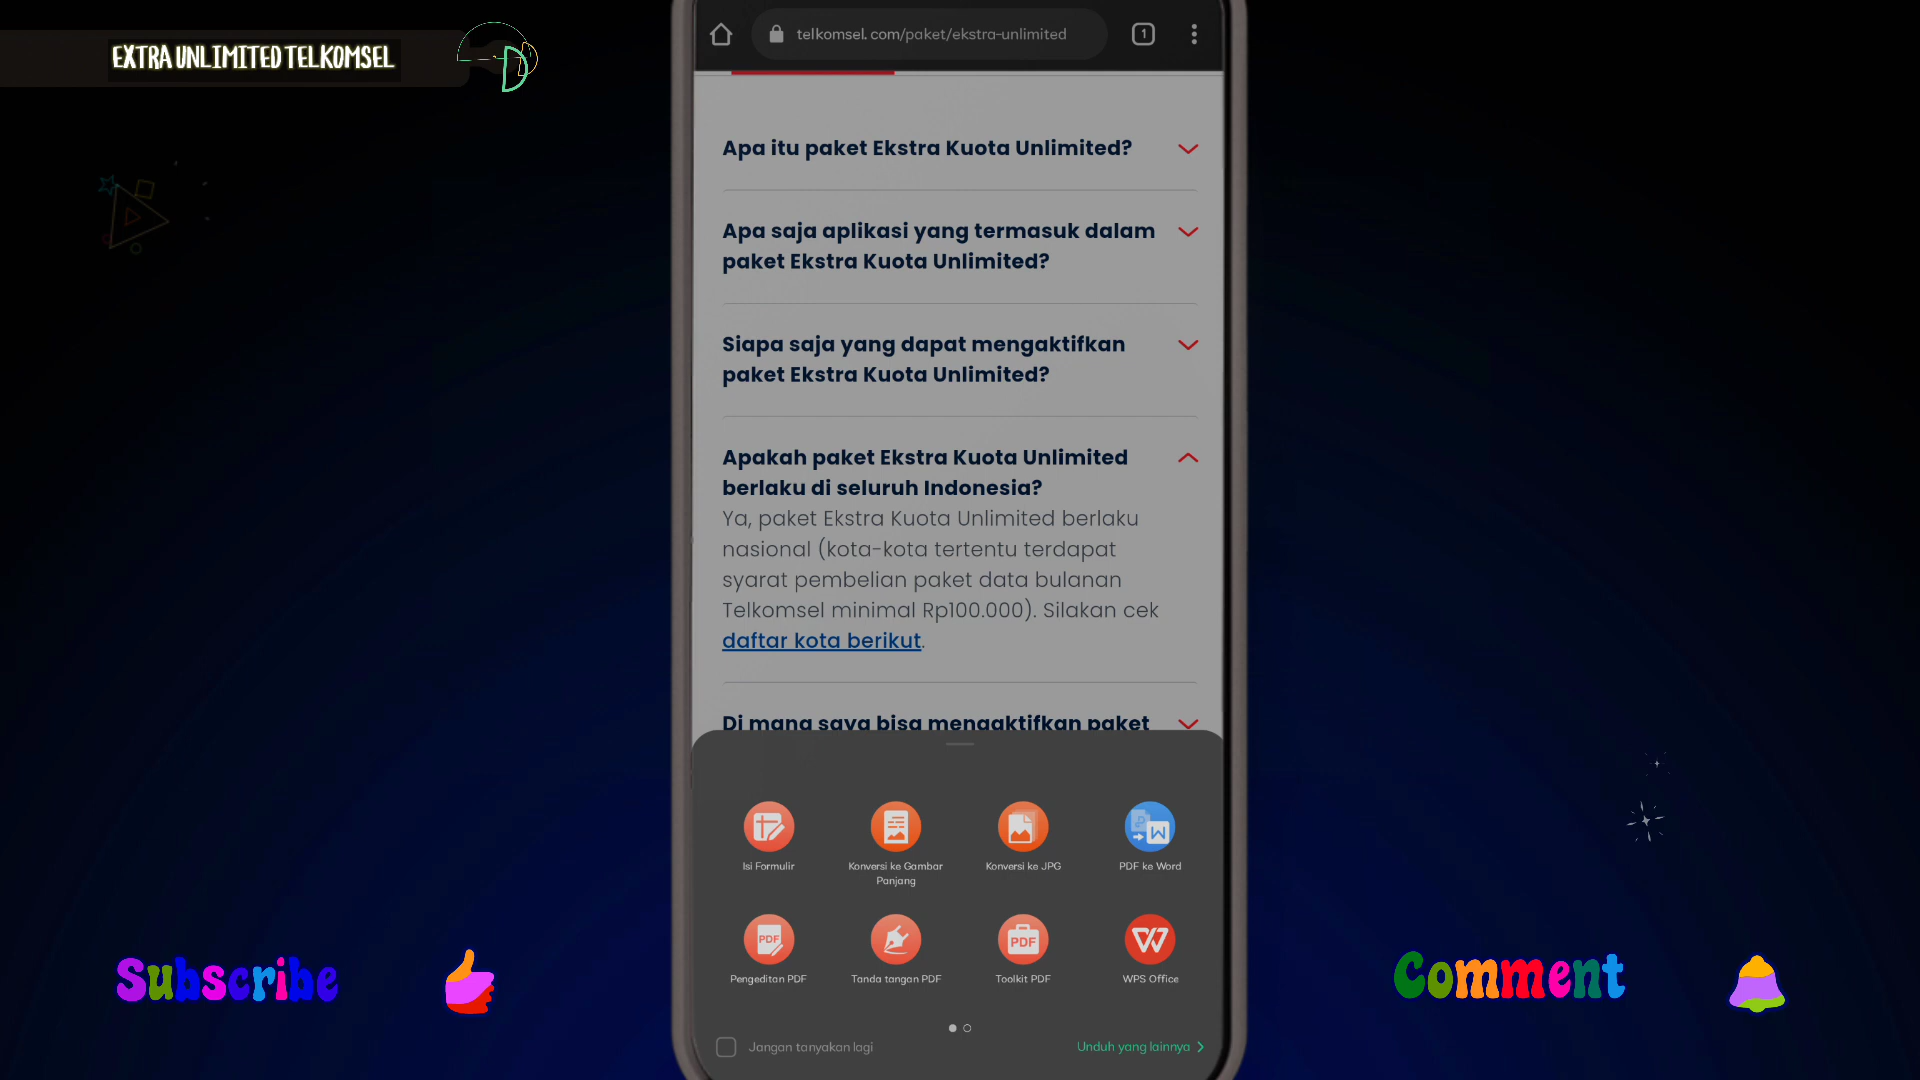 EXTRA UNLIMITED TELKOMSEL
telkomsel.com/paket/ekstra-unlimited
1
Apa itu paket Ekstra Kuota Unlimited?
Apa saja aplikasi yang termasuk dalam
paket Ekstra Kuota Unlimited?
Siapa saja yang dapat mengaktifkan
paket Ekstra Kuota Unlimited?
Apakah paket Ekstra Kuota Unlimited
berlaku di seluruh Indonesia?
Ya, paket Ekstra Kuota Unlimited berlaku
nasional (kota-kota tertentu terdapat
syarat pembelian paket data bulanan
Telkomsel minimal Rp100.000). Silakan cek
daftar kota berikut.
Di mana saya bisa mengaktifkan paket
Isi Formulir
Konversi ke Gambar
Panjang
Konversi ke JPG
PDF ke Word
PDF
PDF
Pengeditan PDF
Tanda tangan PDF
Toolkit PDF
WPS Office
Jangan tanyakan lagi
Unduh yang lainnya
Subscribe
Comment